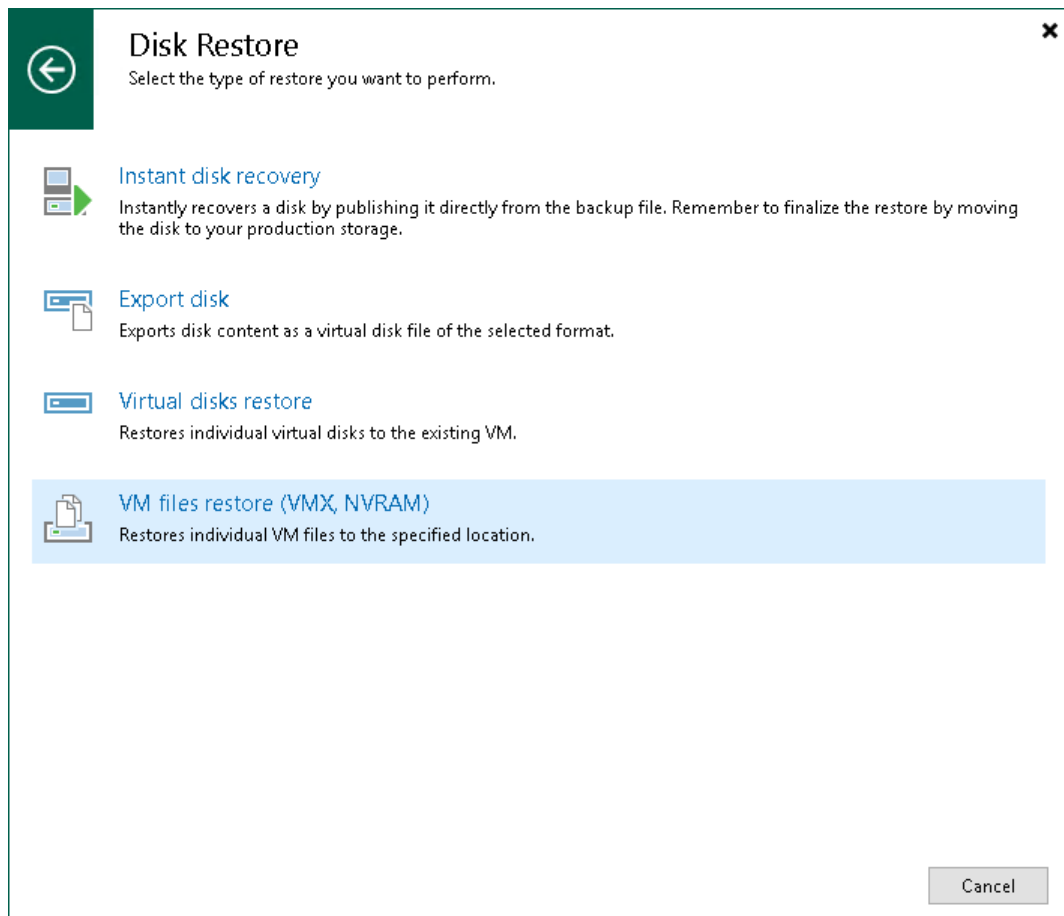 Disk Restore
Select the type of restore you want to perform.
Instant disk recovery
Instantly recovers a disk by publishing it directly from the backup file. Remember to finalize the restore by moving
the disk to your production storage.
Export disk
Exports disk content as a virtual disk file of the selected format.
Virtual disks restore
Restores individual virtual disks to the existing VM.
VM files restore (VMX, NVRAM)
Restores individual VM files to the specified location.
Cancel